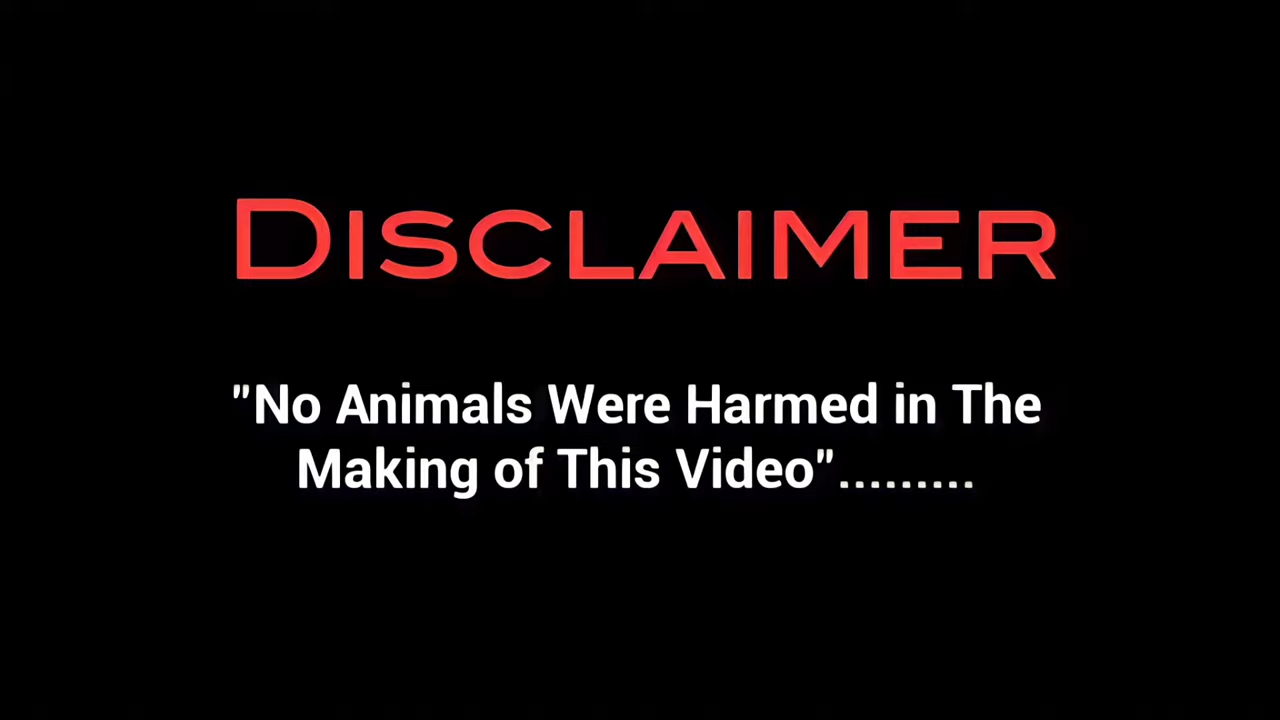 DISCLAIMER
"No Animals Were Harmed in The
Making of This Video".........